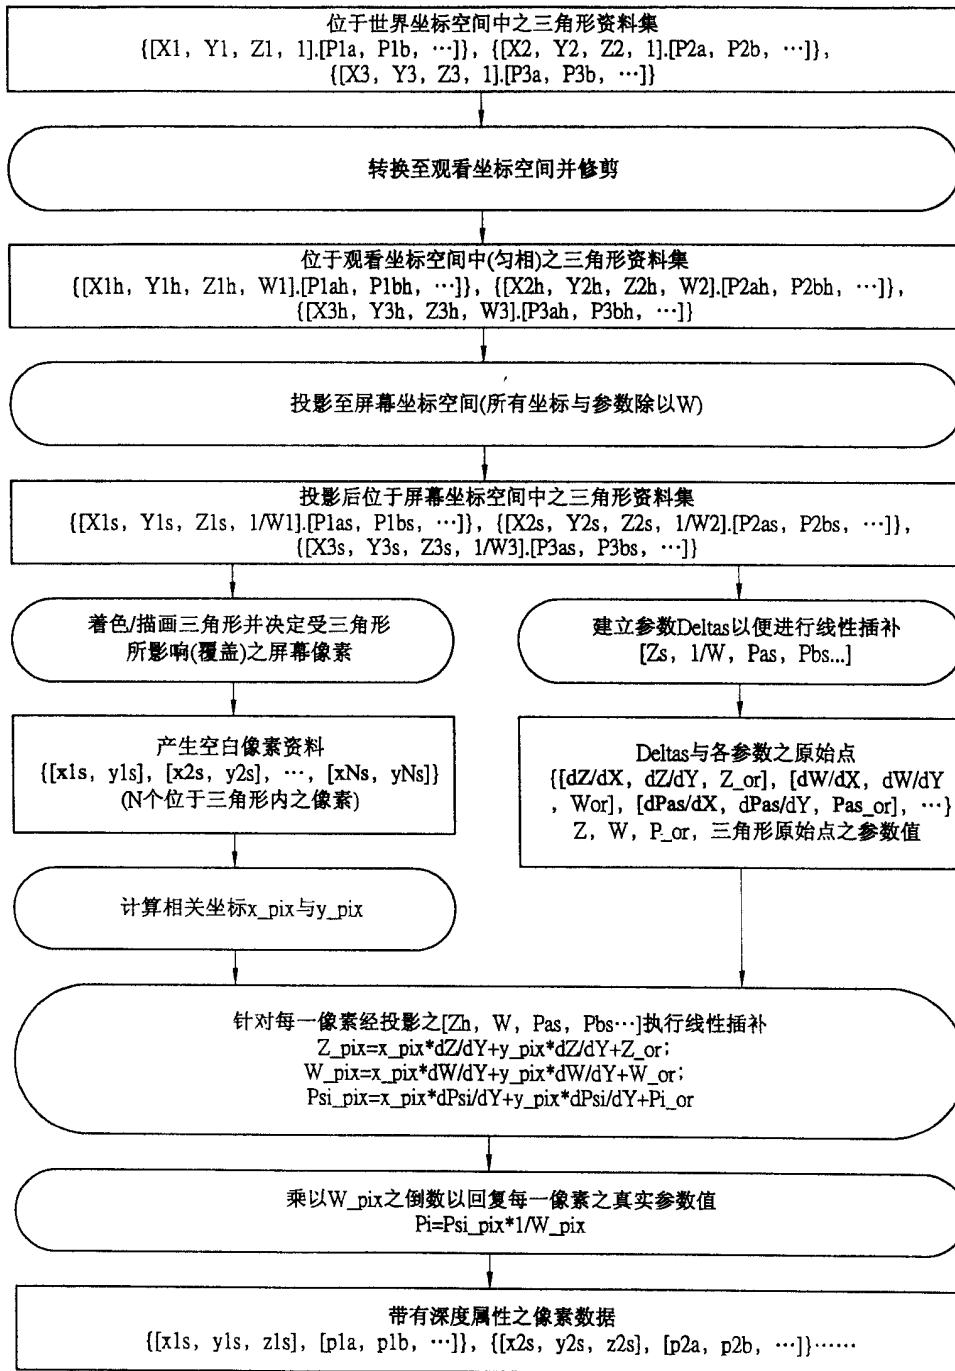 位于世界坐标空间中之三角形资料集
{[X1, Y1, Z1, 1].[P1a, P1b, …]}, {[X2, Y2, Z2, 1].[P2a, P2b, …]},
{[X3, Y3, Z3, 1].[P3a, P3b, …]}
转换至观看坐标空间并修剪
位于观看坐标空间中(匀相)之三角形资料集
{[X1h, Y1h, Z1h, W1].[P1ah, P1bh, …]}, {[X2h, Y2h, Z2h, W2].[P2ah, P2bh, …]},
{[X3h, Y3h, Z3h, W3].[P3ah, P3bh, …]}
投影至屏幕坐标空间(所有坐标与参数除以W)
投影后位于屏幕坐标空间中之三角形资料集
{[X1s, Y1s, Z1s, 1/W1].[P1as, P1bs, …]}, {[X2s, Y2s, Z2s, 1/W2].[P2as, P2bs, …]},
{[X3s, Y3s, Z3s, 1/W3].[P3as, P3bs, …]}
着色/描画三角形并决定受三角形
所影响(覆盖)之屏幕像素
产生空白像素资料
{[x1s, y1s], [x2s, y2s], …, [xNs, yNs]}
(N个位于三角形内之像素)
计算相关坐标x_pix与y_pix
建立参数Deltas以便进行线性插补
[Zs, 1/W, Pas, Pbs...]
Deltas与各参数之原始点
{[dZ/dX, dZ/dY, Z_or], [dW/dX, dW/dY
, Wor], [dPas/dX, dPas/dY, Pas_or], …}
Z, W, P_or, 三角形原始点之参数值
针对每一像素经投影之[Zh, W, Pas, Pbs…]执行线性插补
Z_pix=x_pix*dZ/dY+y_pix*dZ/dY+Z_or;
W_pix=x_pix*dW/dY+y_pix*dW/dY+W_or;
Psi_pix=x_pix*dPsi/dY+y_pix*dPsi/dY+Pi_or
乘以W_pix之倒数以回复每一像素之真实参数值
Pi=Psi_pix*1/W_pix
带有深度属性之像素数据
{[x1s, y1s, z1s], [p1a, p1b, …]}, {[x2s, y2s, z2s], [p2a, p2b, …]}……